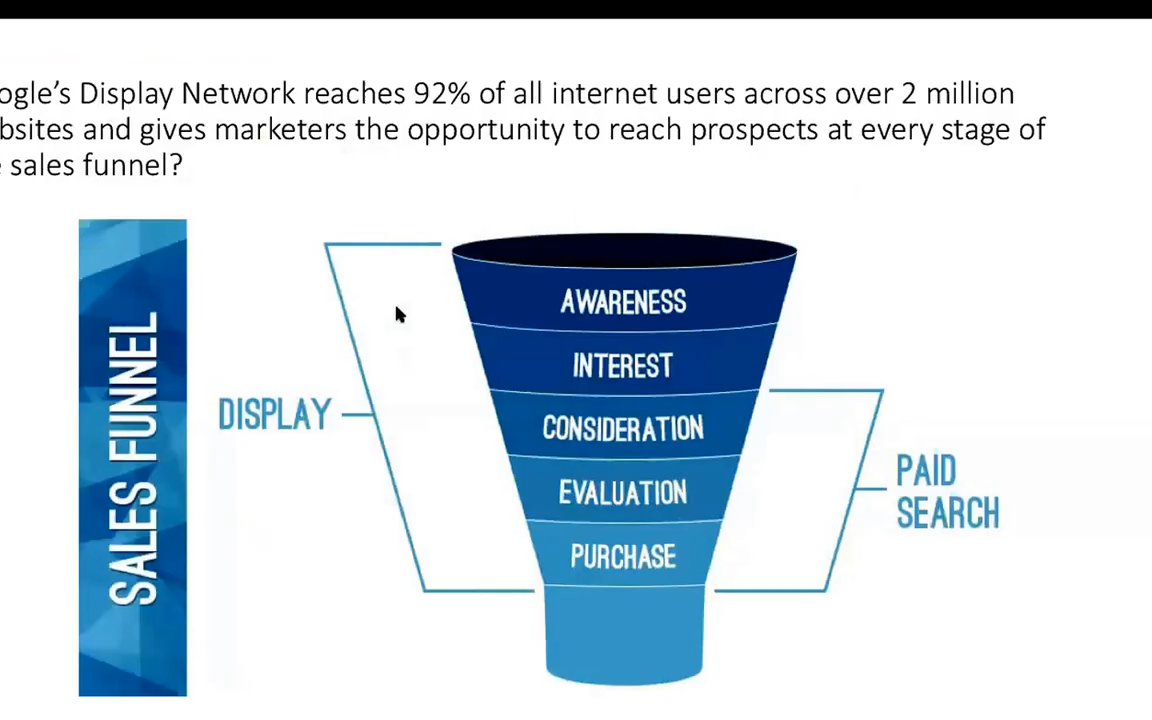 ogle's Display Network reaches 92% of all internet users across over 2 million
bsites and gives marketers the opportunity to reach prospects at every stage of
sales funnel?
SALES FUNNEL
DISPLAY
AWARENESS
INTEREST
CONSIDERATION
EVALUATION
PURCHASE
PAID
SEARCH